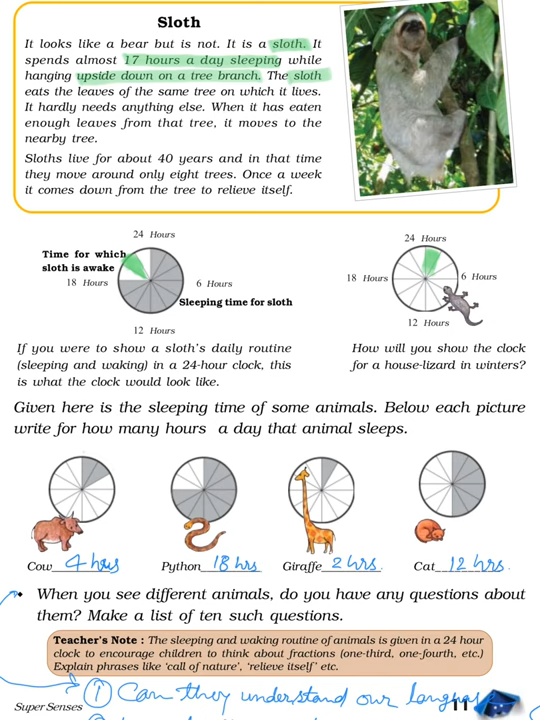 Sloth
It looks like a bear but is not. It is a sloth. It
spends almost 17 hours a day sleeping while
hanging upside down on a tree branch. The sloth
eats the leaves of the same tree on which it lives.
It hardly needs anything else. When it has eaten
enough leaves from that tree, it moves to the
nearby tree.
Sloths live for about 40 years and in that time
they move around only eight trees. Once a week
it comes down from the tree to relieve itself.
24 Hours
Time for which
sloth is awake
18 Hours
6 Hours
Sleeping time for sloth
12 Hours
24 Hours
18 Hours
6 Hours
12 Hours
If you were to show a sloth's daily routine
(sleeping and waking) in a 24-hour clock, this
is what the clock would look like.
How will you show the clock
for a house-lizard in winters?
Given here is the sleeping time of some animals. Below each picture
write for how many hours a day that animal sleeps.
Cow 4 hrs Python 18 hrs Giraffe 2 hrs. Cat 12 hrs.
• When you see different animals, do you have any questions about
them? Make a list of ten such questions.
Teacher's Note : The sleeping and waking routine of animals is given in a 24 hour
clock to encourage children to think about fractions (one-third, one-fourth, etc.)
Explain phrases like 'call of nature', 'relieve itself' etc.
① Can they understand our language
Super Senses
11